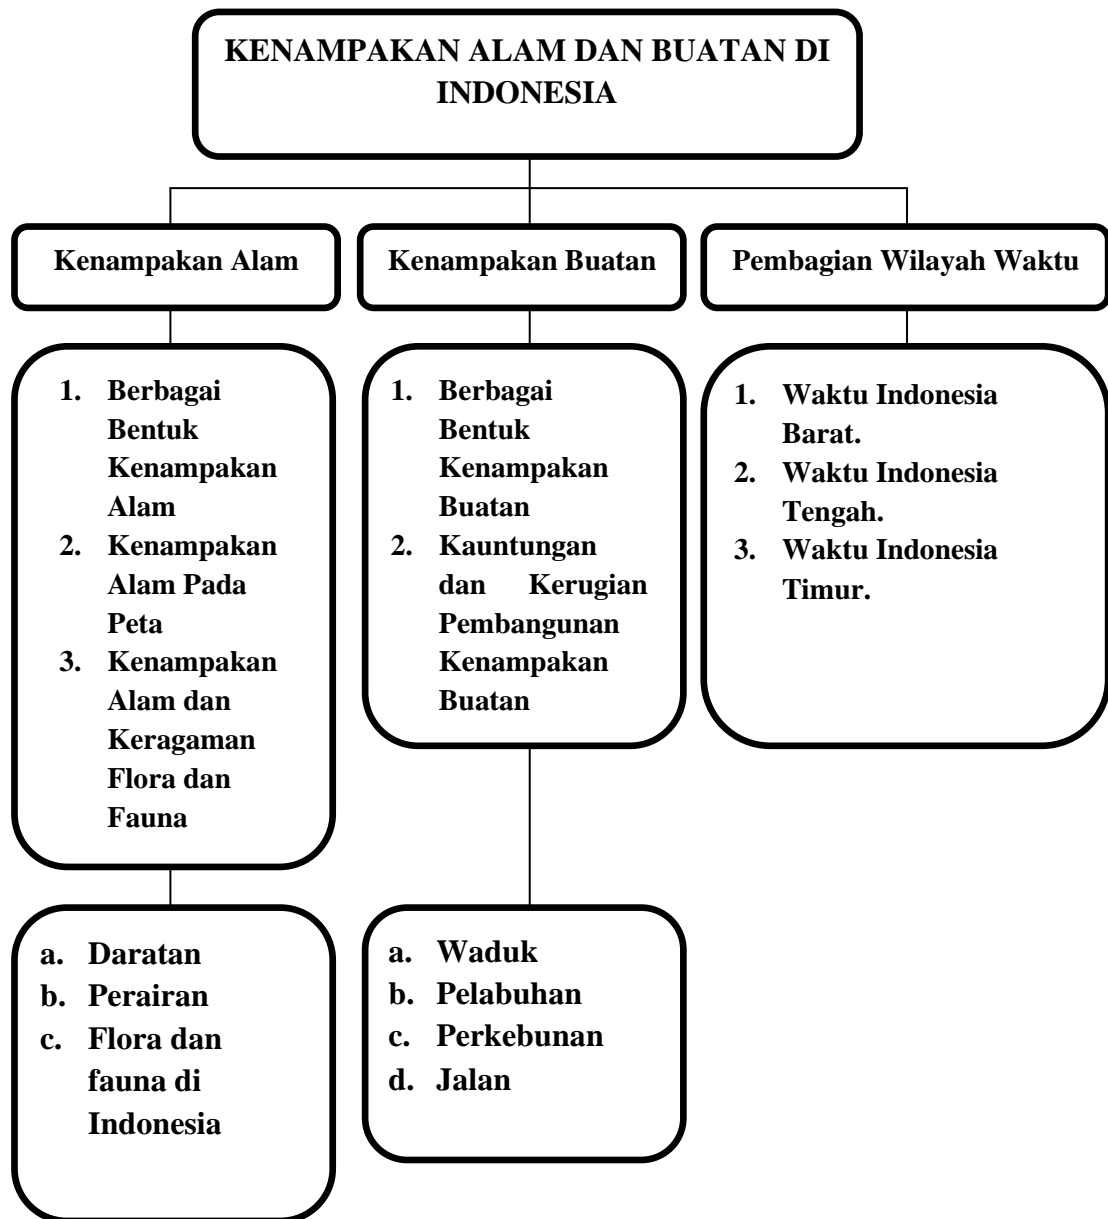 KENAMPAKAN ALAM DAN BUATAN DI
INDONESIA
Kenampakan Alam
Kenampakan Buatan
Pembagian Wilayah Waktu
1. Berbagai
Bentuk
Kenampakan
Alam
2. Kenampakan
Alam Pada
Peta
3. Kenampakan
Alam dan
Keragaman
Flora dan
Fauna
1. Berbagai
Bentuk
Kenampakan
Buatan
2. Kauntungan
dan Kerugian
Pembangunan
Kenampakan
Buatan
1. Waktu Indonesia
Barat.
2. Waktu Indonesia
Tengah.
3. Waktu Indonesia
Timur.
a. Daratan
b. Perairan
c. Flora dan
fauna di
Indonesia
a. Waduk
b. Pelabuhan
c. Perkebunan
d. Jalan